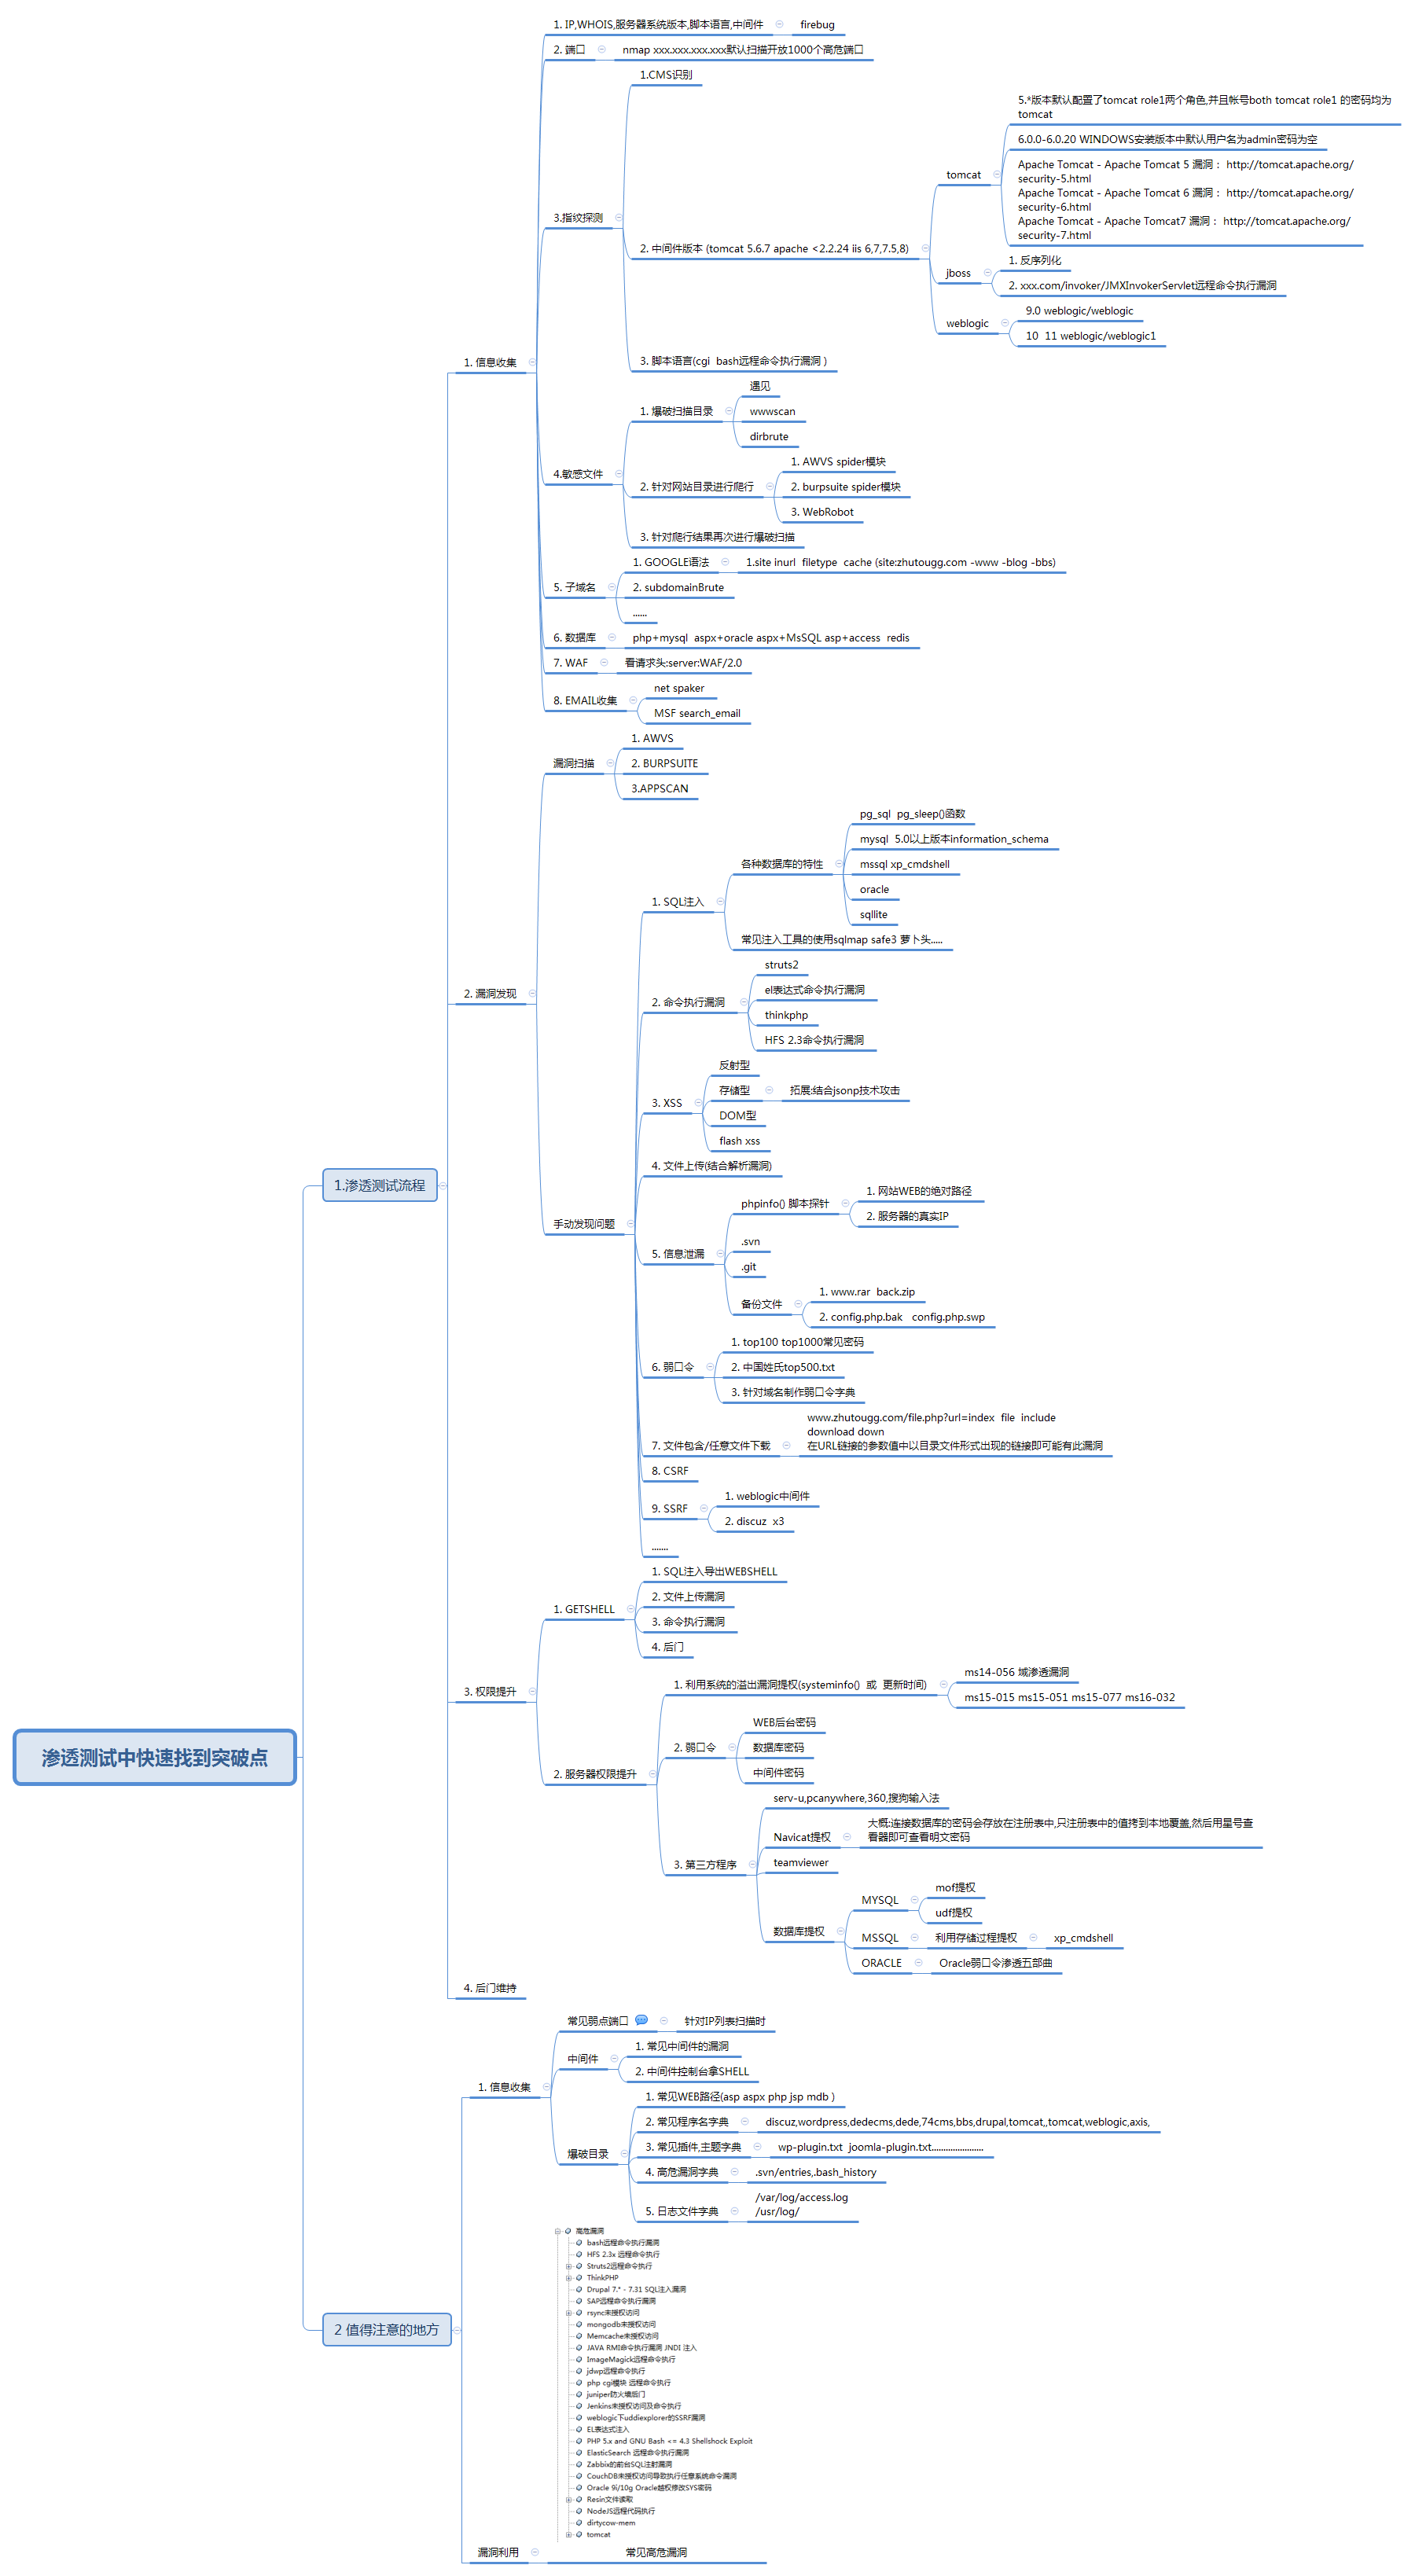 渗透测试中快速找到突破点
1.渗透测试流程
1. 信息收集
1. IP,WHOIS,服务器系统版本,脚本语言,中间件
firebug
2. 端口
nmap xxx.xxx.xxx.xxx默认扫描开放1000个高危端口
3.指纹探测
1.CMS识别
2. 中间件版本 (tomcat 5.6.7 apache <2.2.24 iis 6,7,7.5,8)
tomcat
5.*版本默认配置了tomcat role1两个角色,并且帐号both tomcat role1 的密码均为
tomcat
6.0.0-6.0.20 WINDOWS安装版本中默认用户名为admin密码为空
Apache Tomcat - Apache Tomcat 5 漏洞： http://tomcat.apache.org/
security-5.html
Apache Tomcat - Apache Tomcat 6 漏洞： http://tomcat.apache.org/
security-6.html
Apache Tomcat - Apache Tomcat7 漏洞： http://tomcat.apache.org/
security-7.html
jboss
1. 反序列化
2. xxx.com/invoker/JMXInvokerServlet远程命令执行漏洞
weblogic
9.0 weblogic/weblogic
10  11 weblogic/weblogic1
3. 脚本语言(cgi  bash远程命令执行漏洞 )
4.敏感文件
1. 爆破扫描目录
遇见
wwwscan
dirbrute
2. 针对网站目录进行爬行
1. AWVS spider模块
2. burpsuite spider模块
3. WebRobot
3. 针对爬行结果再次进行爆破扫描
5. 子域名
1. GOOGLE语法
1.site inurl  filetype  cache (site:zhutougg.com -www -blog -bbs)
2. subdomainBrute
......
6. 数据库
php+mysql  aspx+oracle aspx+MsSQL asp+access  redis
7. WAF
看请求头:server:WAF/2.0
8. EMAIL收集
net spaker
MSF search_email
2. 漏洞发现
漏洞扫描
1. AWVS
2. BURPSUITE
3.APPSCAN
手动发现问题
1. SQL注入
各种数据库的特性
pg_sql  pg_sleep()函数
mysql  5.0以上版本information_schema
mssql xp_cmdshell
oracle
sqllite
常见注入工具的使用sqlmap safe3 萝卜头.....
2. 命令执行漏洞
struts2
el表达式命令执行漏洞
thinkphp
HFS 2.3命令执行漏洞
3. XSS
反射型
存储型
拓展:结合jsonp技术攻击
DOM型
flash xss
4. 文件上传(结合解析漏洞)
5. 信息泄漏
phpinfo() 脚本探针
1. 网站WEB的绝对路径
2. 服务器的真实IP
.svn
.git
备份文件
1. www.rar  back.zip
2. config.php.bak   config.php.swp
6. 弱口令
1. top100 top1000常见密码
2. 中国姓氏top500.txt
3. 针对域名制作弱口令字典
7. 文件包含/任意文件下载
www.zhutougg.com/file.php?url=index  file  include
download down
在URL链接的参数值中以目录文件形式出现的链接即可能有此漏洞
8. CSRF
9. SSRF
1. weblogic中间件
2. discuz  x3
.......
3. 权限提升
1. GETSHELL
1. SQL注入导出WEBSHELL
2. 文件上传漏洞
3. 命令执行漏洞
4. 后门
2. 服务器权限提升
1. 利用系统的溢出漏洞提权(systeminfo()  或  更新时间)
ms14-056 域渗透漏洞
ms15-015 ms15-051 ms15-077 ms16-032
2. 弱口令
WEB后台密码
数据库密码
中间件密码
3. 第三方程序
serv-u,pcanywhere,360,搜狗输入法
Navicat提权
大概:连接数据库的密码会存放在注册表中,只注册表中的值拷到本地覆盖,然后用星号查
看器即可查看明文密码
teamviewer
数据库提权
MYSQL
mof提权
udf提权
MSSQL
利用存储过程提权
xp_cmdshell
ORACLE
Oracle弱口令渗透五部曲
4. 后门维持
2 值得注意的地方
1. 信息收集
常见弱点端口
针对IP列表扫描时
中间件
1. 常见中间件的漏洞
2. 中间件控制台拿SHELL
爆破目录
1. 常见WEB路径(asp aspx php jsp mdb )
2. 常见程序名字典
discuz,wordpress,dedecms,dede,74cms,bbs,drupal,tomcat,,tomcat,weblogic,axis,
3. 常见插件,主题字典
wp-plugin.txt  joomla-plugin.txt......................
4. 高危漏洞字典
.svn/entries,.bash_history
5. 日志文件字典
/var/log/access.log
/usr/log/
高危漏洞
bash远程命令执行漏洞
HFS 2.3x 远程命令执行
Struts2远程命令执行
ThinkPHP
Drupal 7.* - 7.31 SQL注入漏洞
SAP远程命令执行漏洞
rsync未授权访问
mongodb未授权访问
Memcache未授权访问
JAVA RMI命令执行漏洞 JNDI 注入
ImageMagick远程命令执行
jdwp远程命令执行
php cgi模块 远程命令执行
juniper防火墙后门
Jenkins未授权访问及命令执行
weblogic下uddiexplorer的SSRF漏洞
EL表达式注入
PHP 5.x and GNU Bash <= 4.3 Shellshock Exploit
ElasticSearch 远程命令执行漏洞
Zabbix的前台SQL注射漏洞
CouchDB未授权访问导致执行任意系统命令漏洞
Oracle 9i/10g Oracle越权修改SYS密码
Resin文件读取
NodeJS远程代码执行
dirtycow-mem
tomcat
漏洞利用
常见高危漏洞